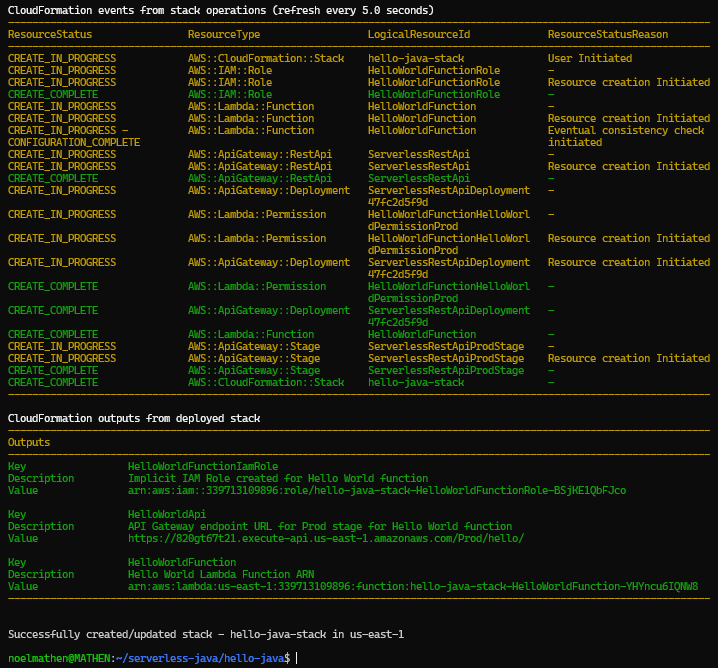 CloudFormation events from stack operations (refresh every 5.0 seconds)
ResourceStatus ResourceType LogicalResourceId ResourceStatusReason
CREATE_IN_PROGRESS AWS::CloudFormation::Stack hello-java-stack User Initiated
CREATE_IN_PROGRESS AWS::IAM::Role HelloWorldFunctionRole -
CREATE_IN_PROGRESS AWS::IAM::Role HelloWorldFunctionRole Resource creation Initiated
CREATE_COMPLETE AWS::IAM::Role HelloWorldFunctionRole -
CREATE_IN_PROGRESS AWS::Lambda::Function HelloWorldFunction -
CREATE_IN_PROGRESS AWS::Lambda::Function HelloWorldFunction Resource creation Initiated
CREATE_IN_PROGRESS - AWS::Lambda::Function HelloWorldFunction Eventual consistency check
CONFIGURATION_COMPLETE initiated
CREATE_IN_PROGRESS AWS::ApiGateway::RestApi ServerlessRestApi -
CREATE_IN_PROGRESS AWS::ApiGateway::RestApi ServerlessRestApi Resource creation Initiated
CREATE_COMPLETE AWS::ApiGateway::RestApi ServerlessRestApi -
CREATE_IN_PROGRESS AWS::ApiGateway::Deployment ServerlessRestApiDeployment -
47fc2d5f9d
CREATE_IN_PROGRESS AWS::Lambda::Permission HelloWorldFunctionHelloWorl -
dPermissionProd
CREATE_IN_PROGRESS AWS::Lambda::Permission HelloWorldFunctionHelloWorl Resource creation Initiated
dPermissionProd
CREATE_IN_PROGRESS AWS::ApiGateway::Deployment ServerlessRestApiDeployment Resource creation Initiated
47fc2d5f9d
CREATE_COMPLETE AWS::Lambda::Permission HelloWorldFunctionHelloWorl -
dPermissionProd
CREATE_COMPLETE AWS::ApiGateway::Deployment ServerlessRestApiDeployment -
47fc2d5f9d
CREATE_COMPLETE AWS::Lambda::Function HelloWorldFunction -
CREATE_IN_PROGRESS AWS::ApiGateway::Stage ServerlessRestApiProdStage -
CREATE_IN_PROGRESS AWS::ApiGateway::Stage ServerlessRestApiProdStage Resource creation Initiated
CREATE_COMPLETE AWS::ApiGateway::Stage ServerlessRestApiProdStage -
CREATE_COMPLETE AWS::CloudFormation::Stack hello-java-stack -
CloudFormation outputs from deployed stack
Outputs
Key HelloWorldFunctionIamRole
Description Implicit IAM Role created for Hello World function
Value arn:aws:iam::339713109896:role/hello-java-stack-HelloWorldFunctionRole-BSjKE1QbFJco
Key HelloWorldApi
Description API Gateway endpoint URL for Prod stage for Hello World function
Value https://820gt67t21.execute-api.us-east-1.amazonaws.com/Prod/hello/
Key HelloWorldFunction
Description Hello World Lambda Function ARN
Value arn:aws:lambda:us-east-1:339713109896:function:hello-java-stack-HelloWorldFunction-YHYncu6IQNW8
Successfully created/updated stack - hello-java-stack in us-east-1
noelmathen@MATHEN:~/serverless-java/hello-java$